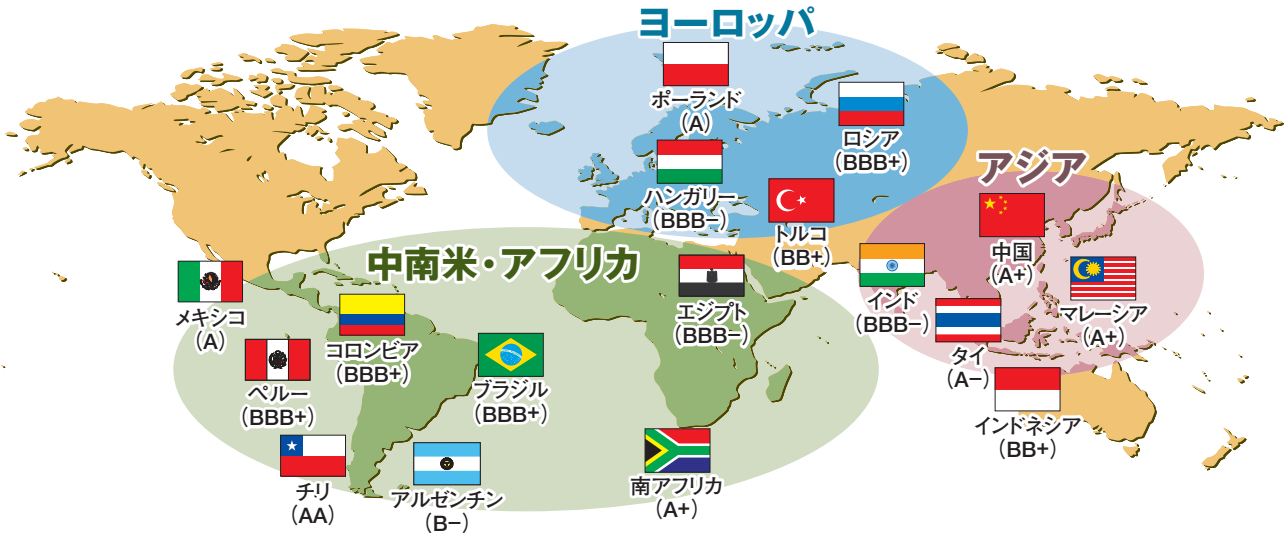 ヨーロッパ
ポーランド
(A)
ロシア
(BBB+)
ハンガリー
(BBB−)
トルコ
(BB+)
アジア
中国
(A+)
インド
(BBB−)
マレーシア
(A+)
タイ
(A−)
インドネシア
(BB+)
中南米・アフリカ
メキシコ
(A)
コロンビア
(BBB+)
エジプト
(BBB−)
ペルー
(BBB+)
ブラジル
(BBB+)
チリ
(AA)
アルゼンチン
(B−)
南アフリカ
(A+)